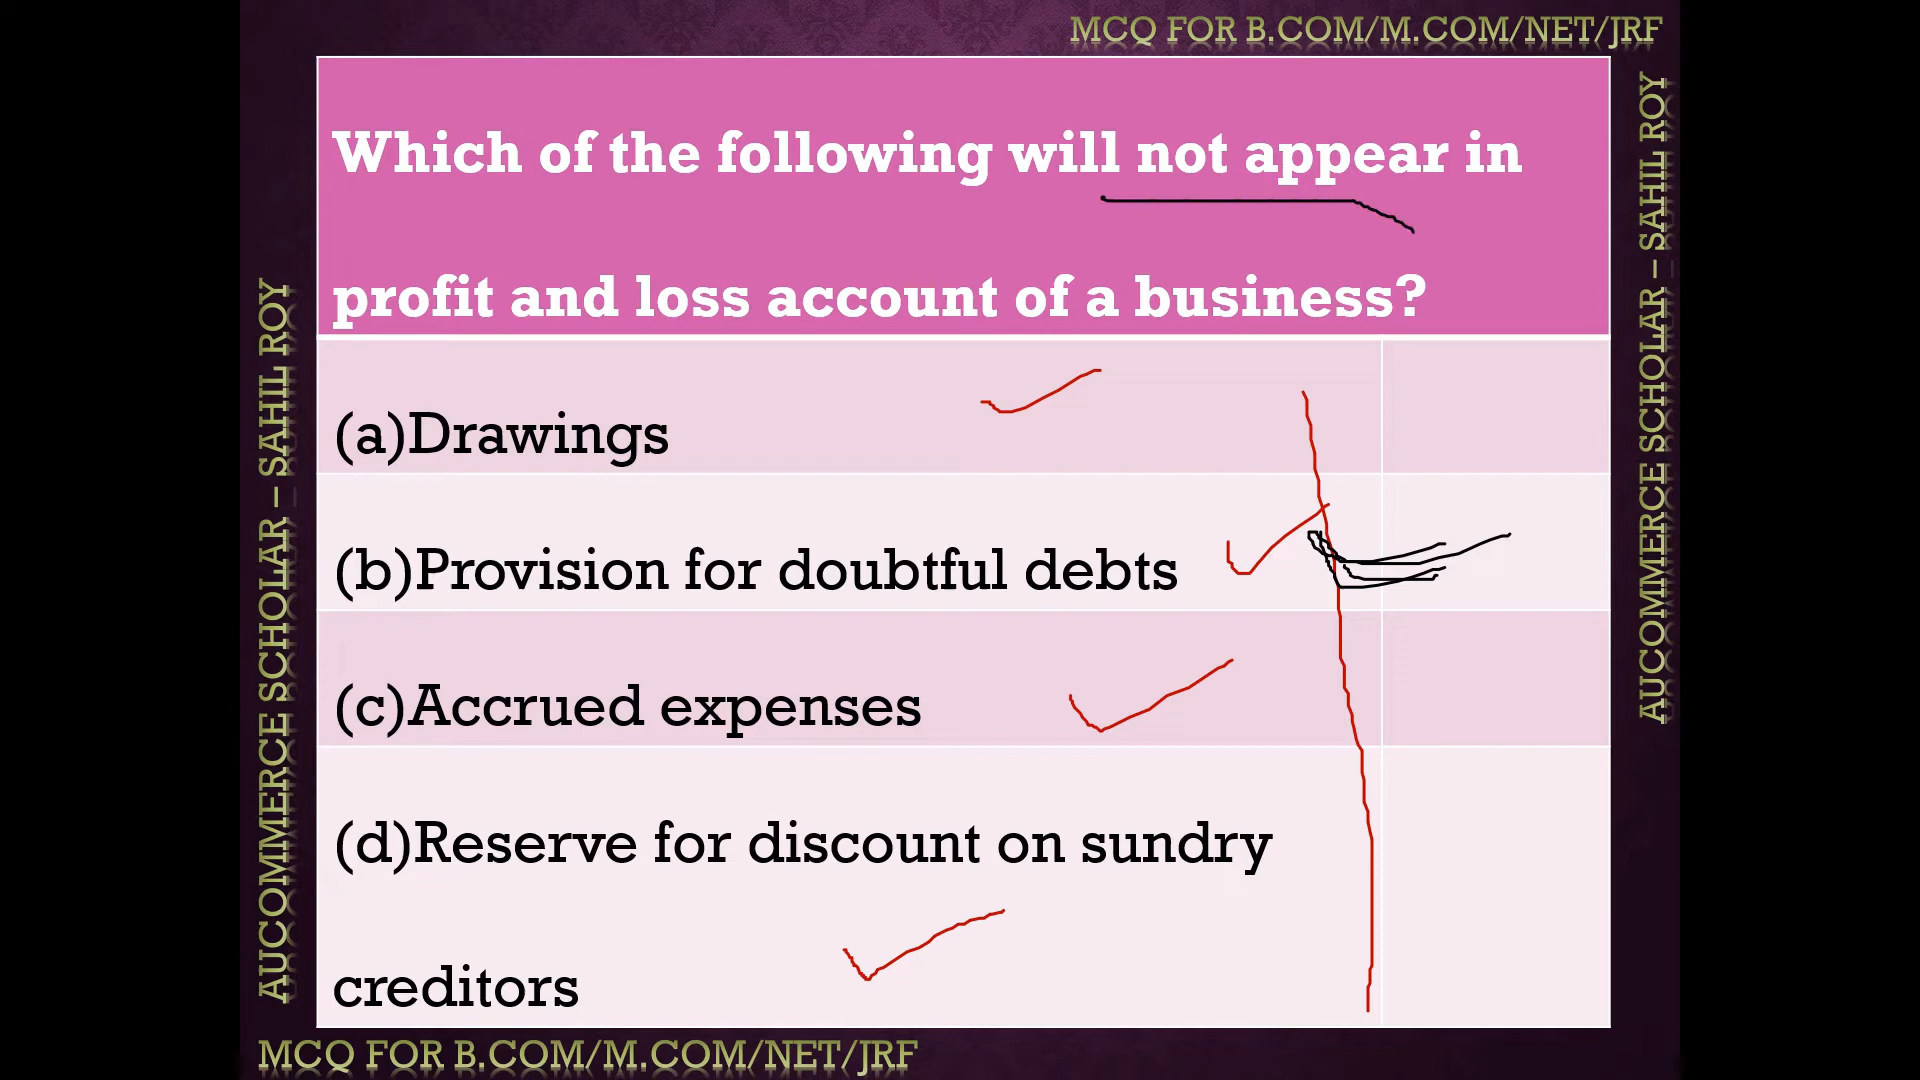 MCQ FOR B.COM/M.COM/NET/JRF
Which of the following will not appear in
profit and loss account of a business?
(a)Drawings
(b)Provision for doubtful debts
(c)Accrued expenses
(d)Reserve for discount on sundry
creditors
AUCOMMERCE SCHOLAR – SAHIL ROY
AUCOMMERCE SCHOLAR – SAHIL ROY
MCQ FOR B.COM/M.COM/NET/JRF